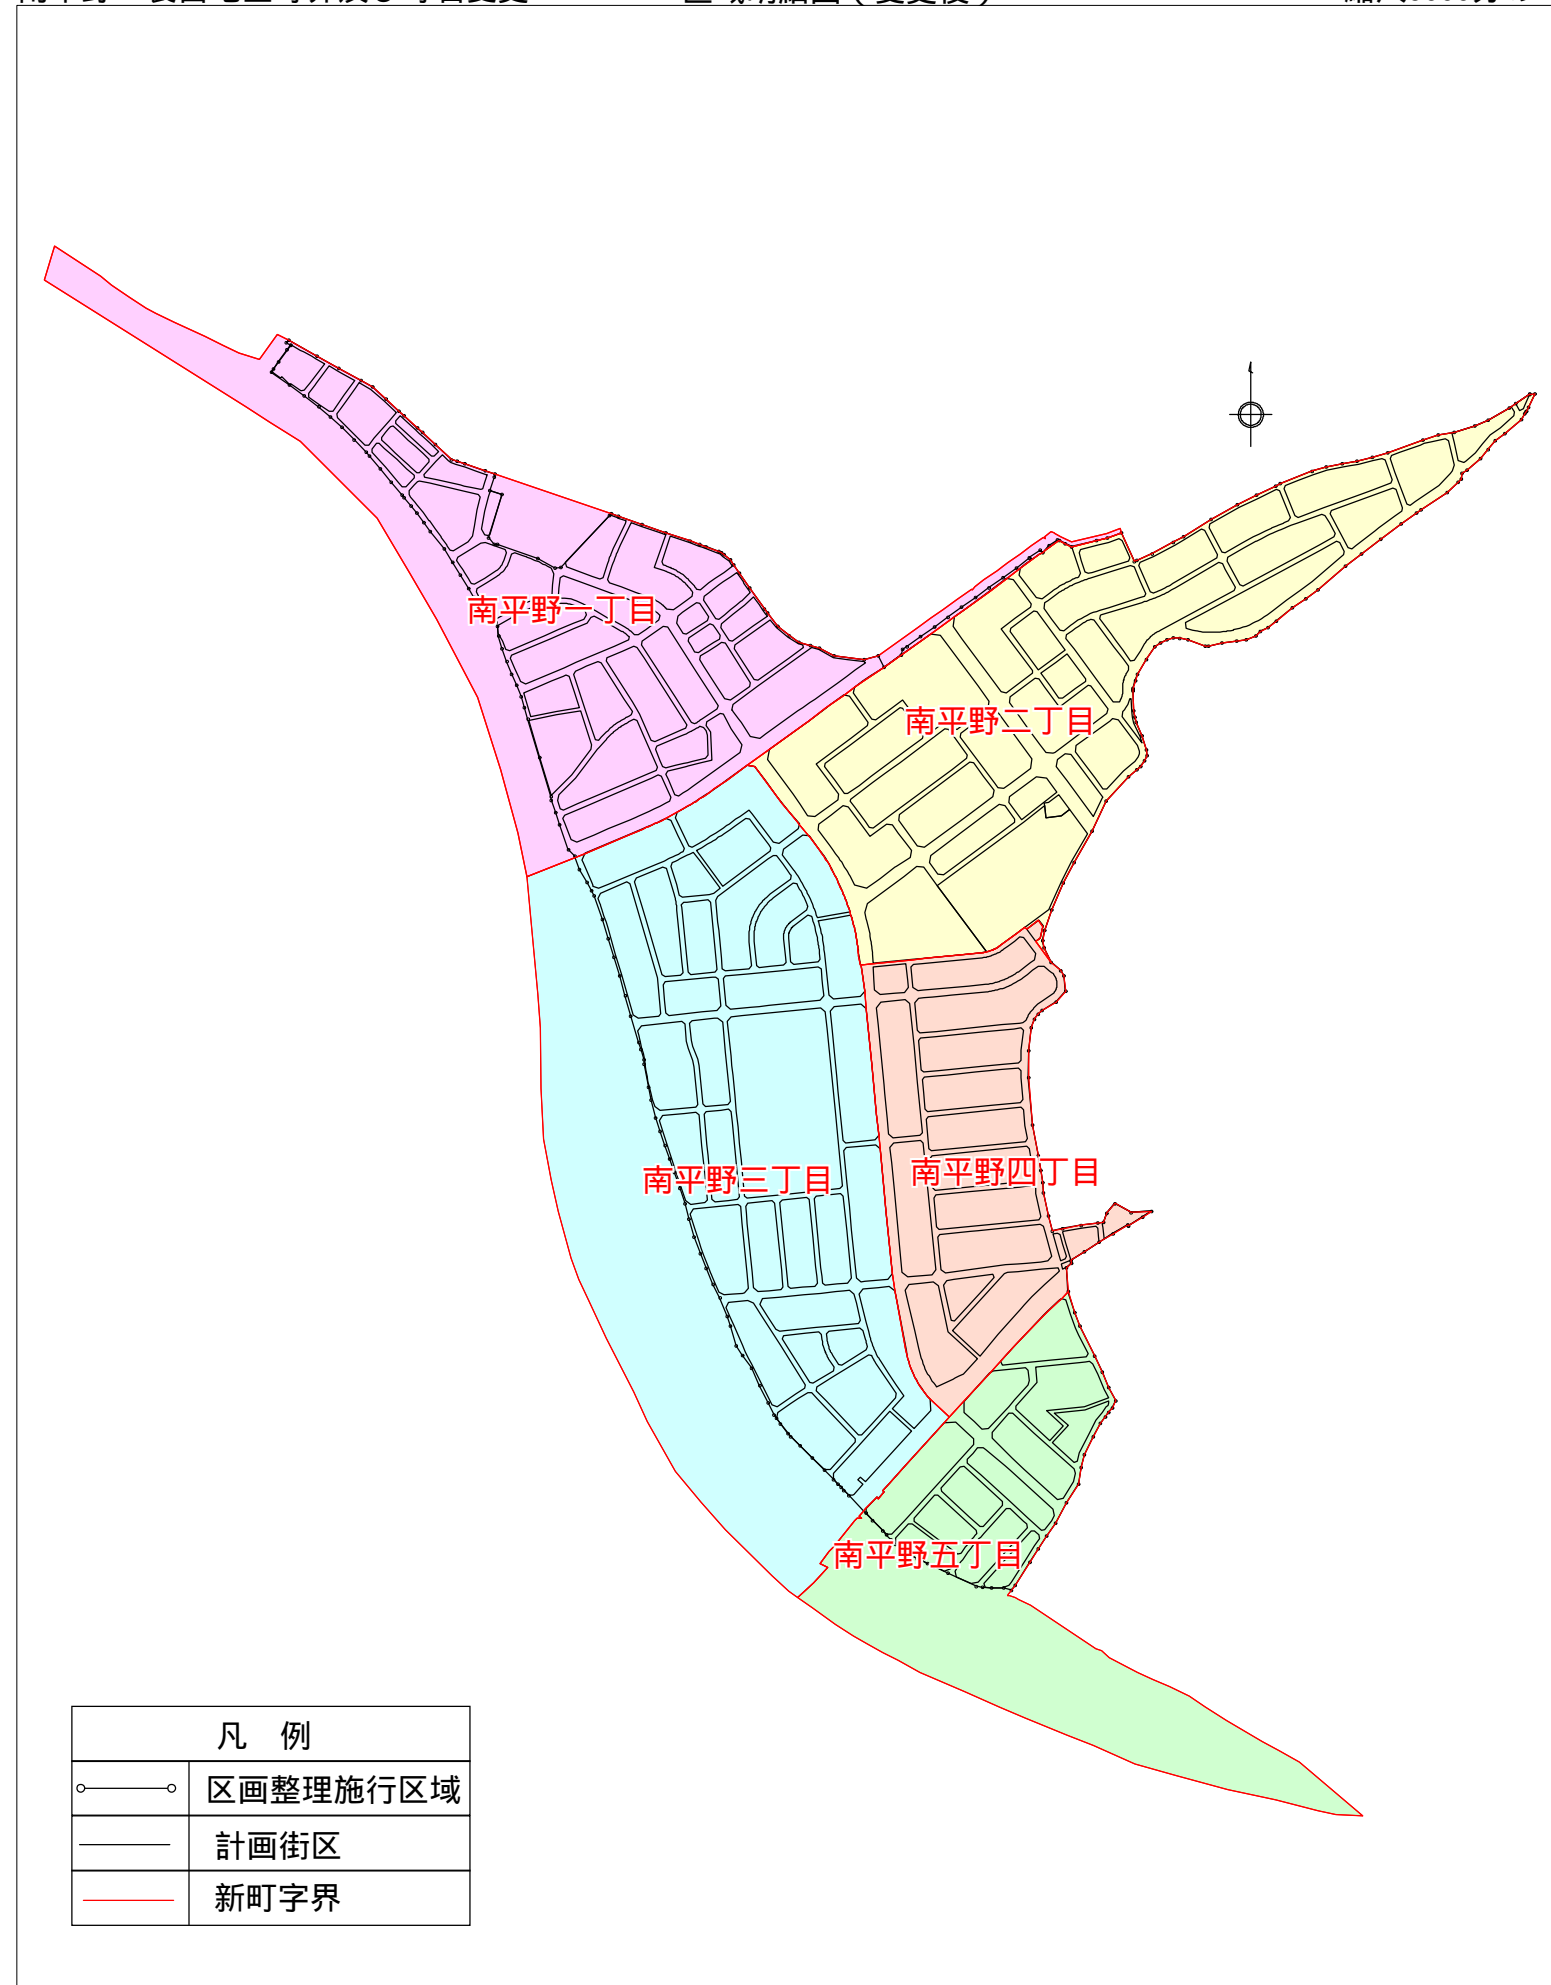 南平野一丁目
南平野二丁目
南平野三丁目
南平野四丁目
南平野五丁目
凡 例
区画整理施行区域
計画街区
新町字界